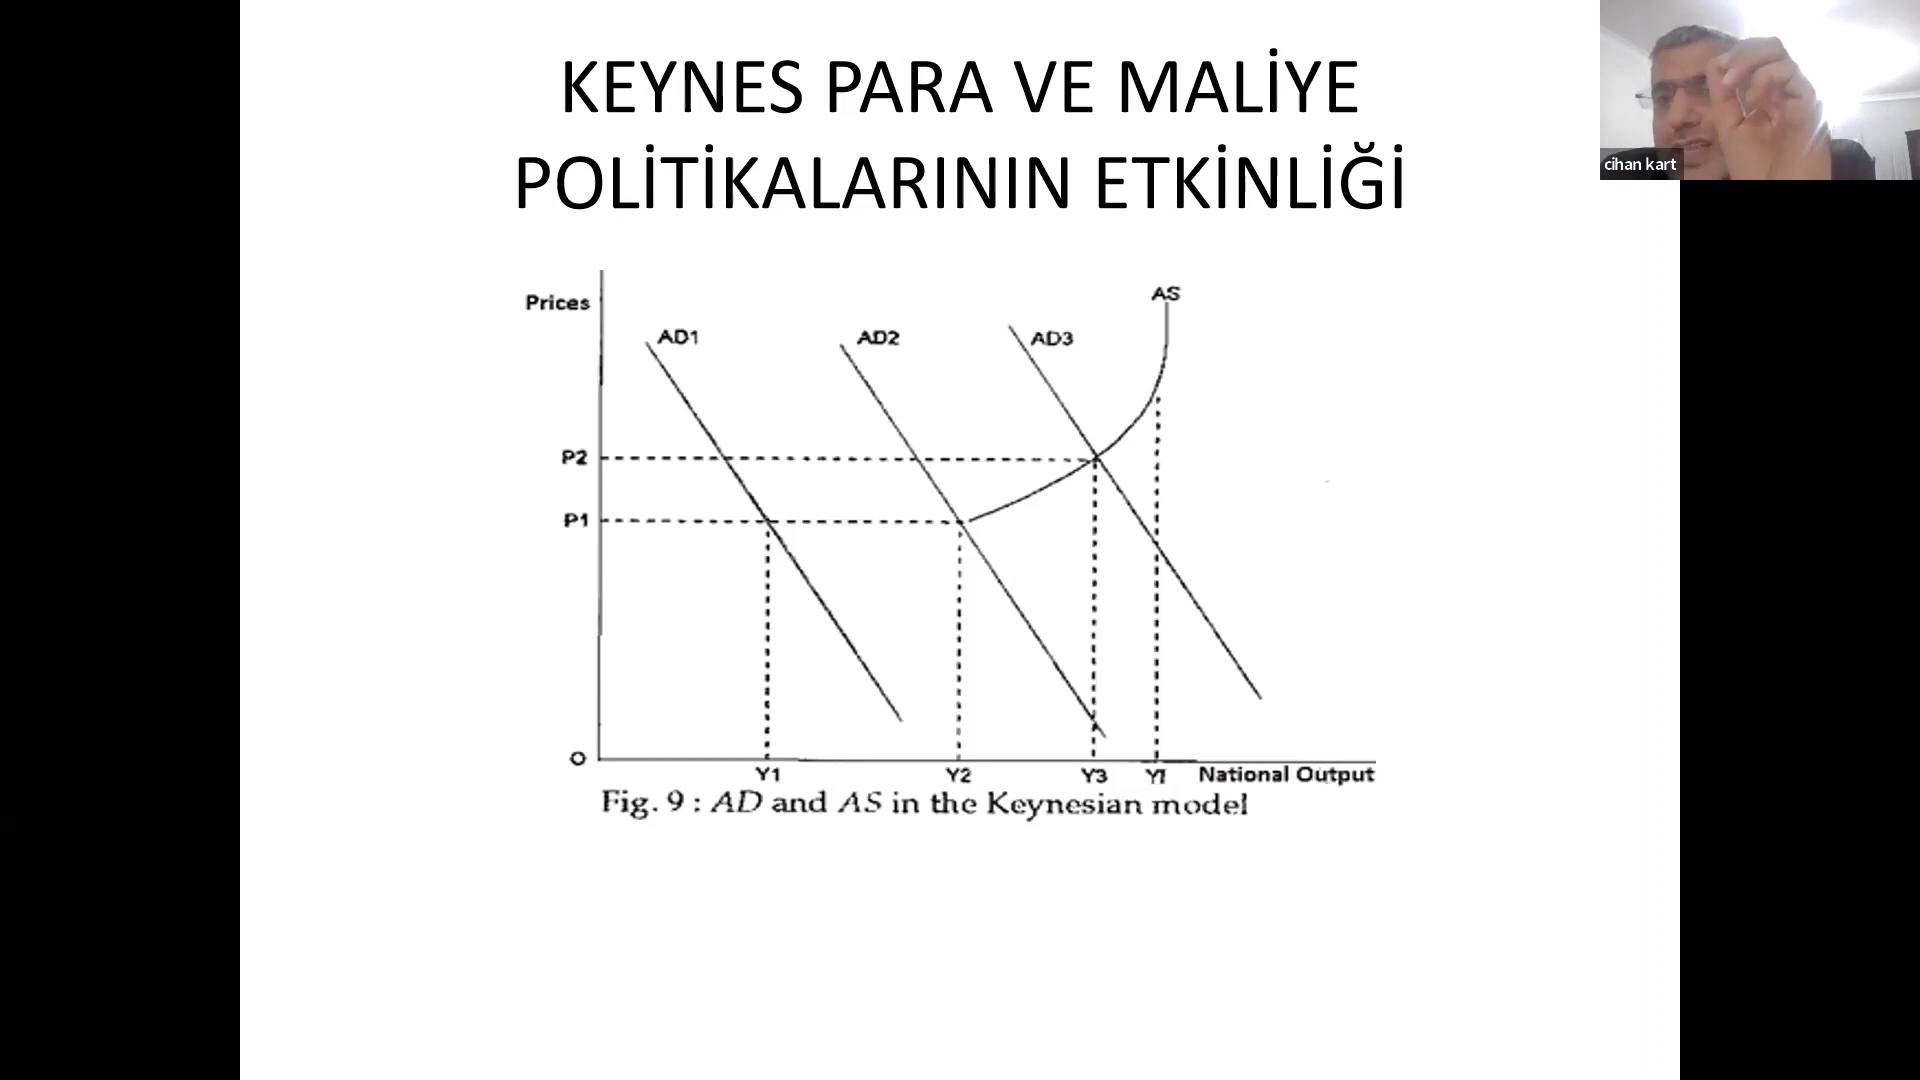 KEYNES PARA VE MALİYE
POLİTİKALARININ ETKİNLİĞİ
cihan kart
Prices
AS
AD1
AD2
AD3
P2
P1
O
Y1
Y2
Y3
Yf
National Output
Fig. 9 : AD and AS in the Keynesian model